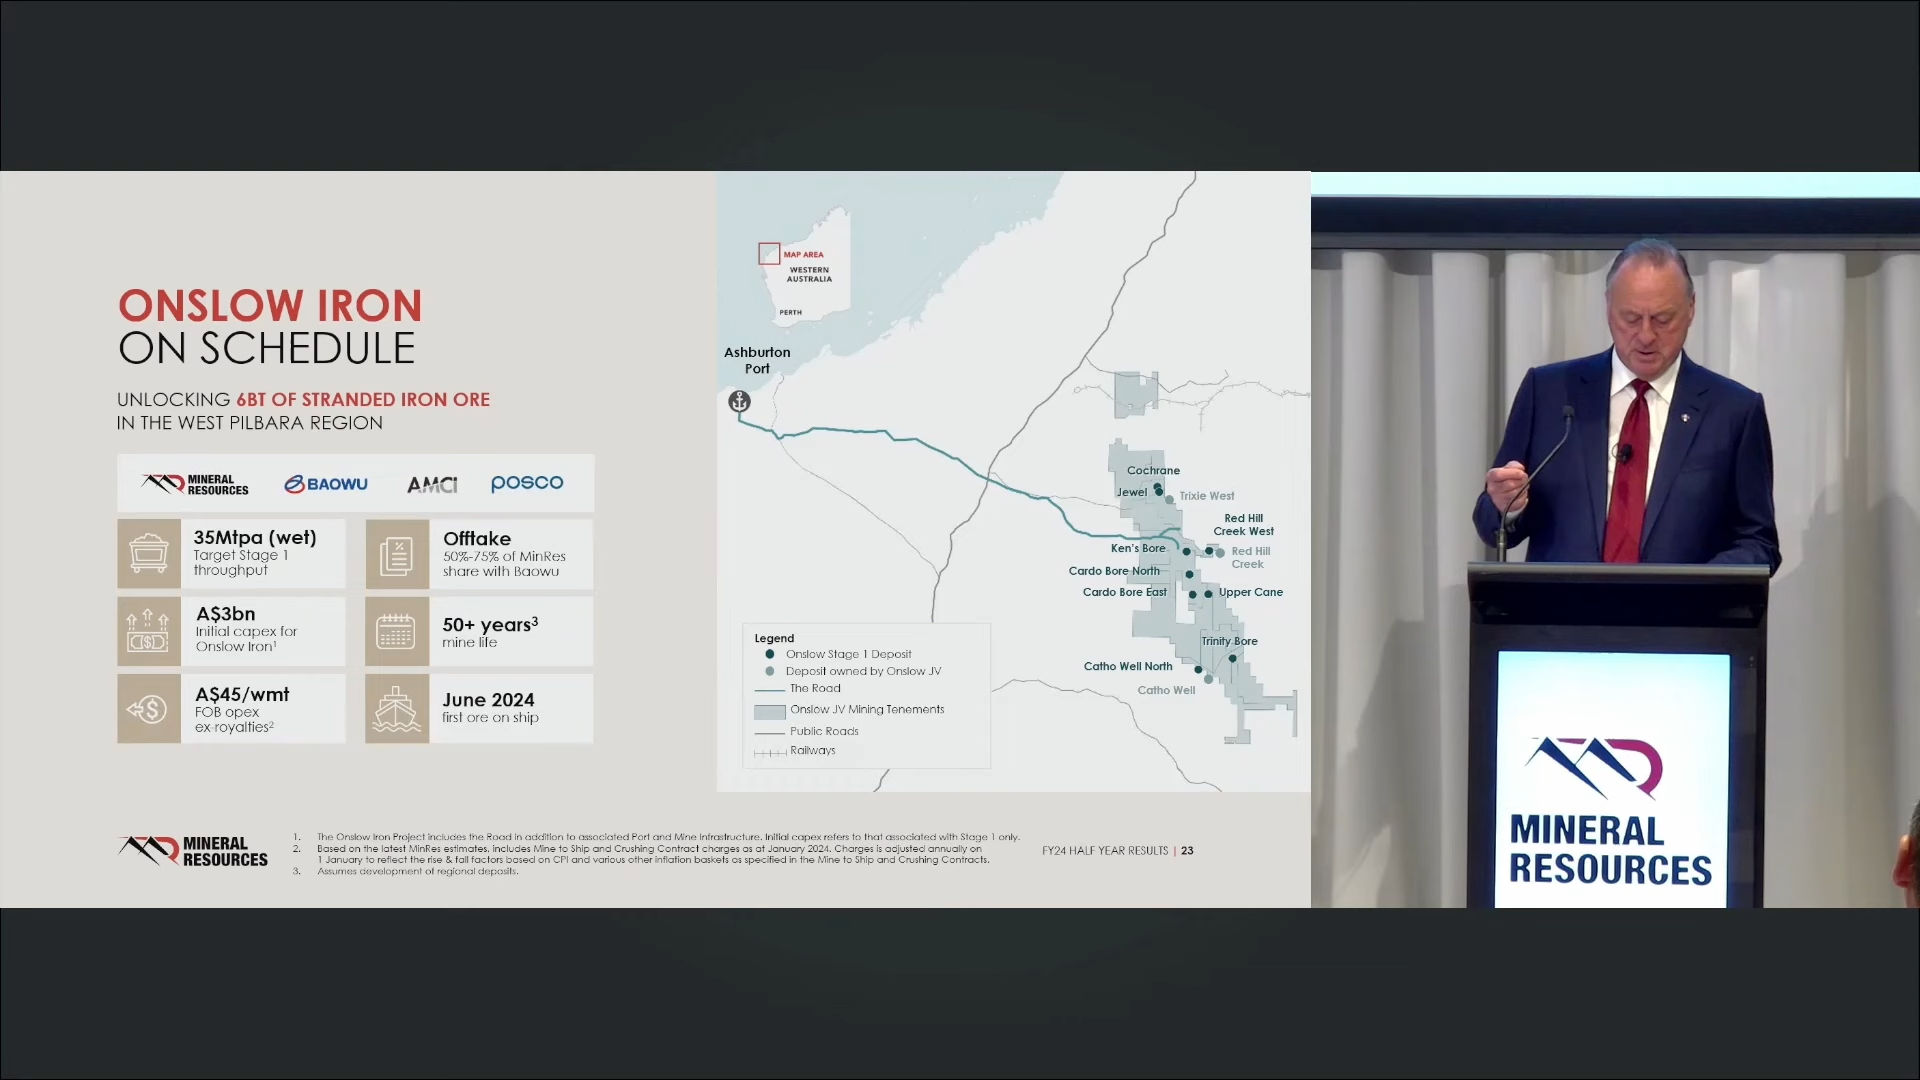 ONSLOW IRON
ON SCHEDULE
UNLOCKING 6BT OF STRANDED IRON ORE
IN THE WEST PILBARA REGION
MINERAL
RESOURCES
BAOWU
AMCI
POSCO
35Mtpa (wet)
Target Stage 1
throughput
Offtake
50%-75% of MinRes
share with Baowu
A$3bn
Initial capex for
Onslow Iron¹
50+ years³
mine life
A$45/wmt
FOB opex
ex-royalties²
June 2024
first ore on ship
MAP AREA
WESTERN
AUSTRALIA
PERTH
Ashburton
Port
Cochrane
Jewel
Trixie West
Red Hill
Creek West
Ken's Bore
Red Hill
Creek
Cardo Bore North
Cardo Bore East
Upper Cane
Trinity Bore
Catho Well North
Catho Well
Legend
Onslow Stage 1 Deposit
Deposit owned by Onslow JV
The Road
Onslow JV Mining Tenements
Public Roads
Railways
MINERAL
RESOURCES
1. The Onslow Iron Project includes the Road in addition to associated Port and Mine Infrastructure. Initial capex refers to that associated with Stage 1 only.
2. Based on the latest MinRes estimates, includes Mine to Ship and Crushing Contract charges as at January 2024. Charges is adjusted annually on
1 January to reflect the rise & fall factors based on CPI and various other inflation baskets as specified in the Mine to Ship and Crushing Contracts.
3. Assumes development of regional deposits.
FY24 HALF YEAR RESULTS | 23
MINERAL
RESOURCES